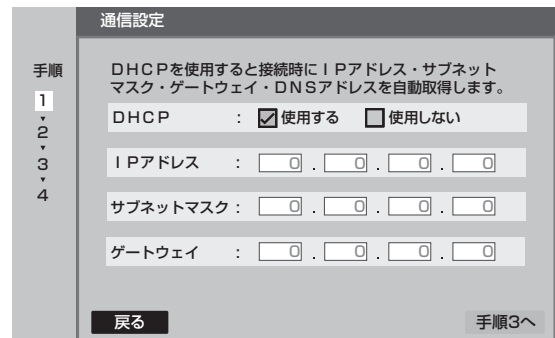 通信設定
手順
1
2
3
4
DHCPを使用すると接続時にIPアドレス・サブネット
マスク・ゲートウェイ・DNSアドレスを自動取得します。
DHCP : 使用する 使用しない
IPアドレス : 0 . 0 . 0 . 0
サブネットマスク : 0 . 0 . 0 . 0
ゲートウェイ : 0 . 0 . 0 . 0
戻る 手順3へ